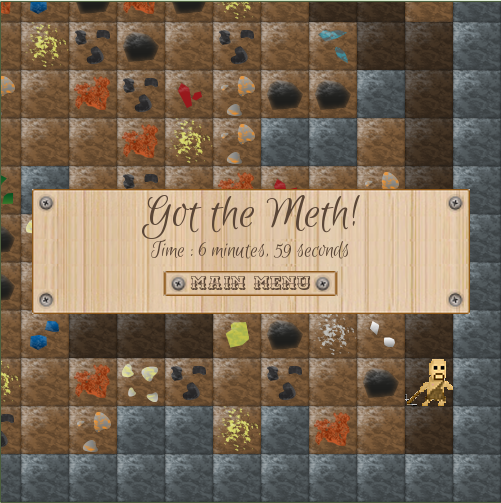 Got the Meth!
Time : 6 minutes, 59 seconds
MAIN MENU